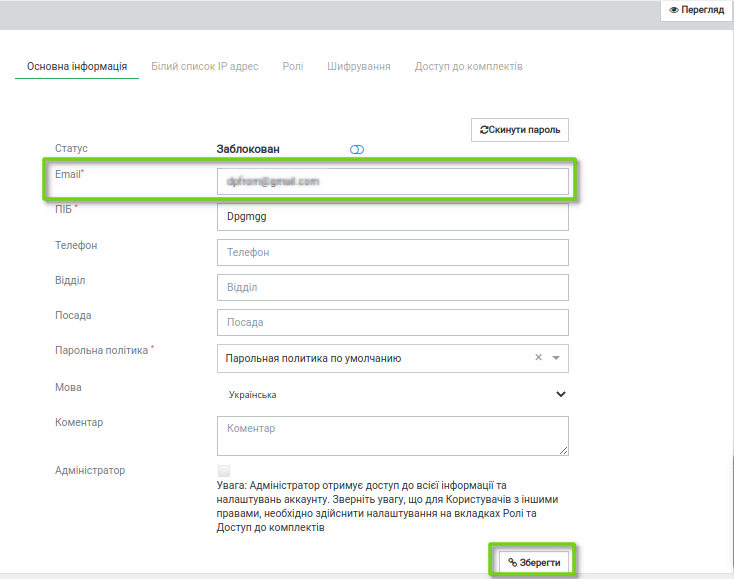 Перегляд
Основна інформація Білий список IP адрес Ролі Шифрування Доступ до комплектів
Скинути пароль
Статус Заблокован
Email*
ПІБ * Dpgmgg
Телефон Телефон
Відділ Відділ
Посада Посада
Парольна політика * Парольная политика по умолчанию
Мова Українська
Коментар Коментар
Адміністратор
Увага: Адміністратор отримує доступ до всієї інформації та
налаштувань аккаунту. Зверніть увагу, що для Користувачів з іншими
правами, необхідно здійснити налаштування на вкладках Ролі та
Доступ до комплектів
Зберегти